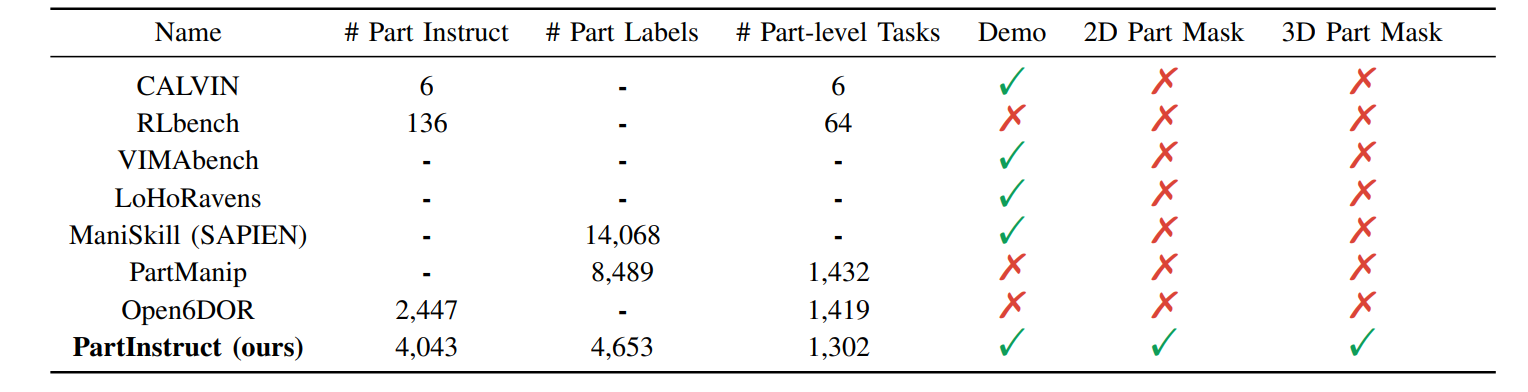 Name # Part Instruct # Part Labels # Part-level Tasks Demo 2D Part Mask 3D Part Mask
CALVIN 6 - 6 ✓ ✗ ✗
RLbench 136 - 64 ✗ ✗ ✗
VIMAbench - - - ✓ ✗ ✗
LoHoRavens - - - ✓ ✗ ✗
ManiSkill (SAPIEN) - 14,068 - ✓ ✗ ✗
PartManip - 8,489 1,432 ✗ ✗ ✗
Open6DOR 2,447 - 1,419 ✗ ✗ ✗
PartInstruct (ours) 4,043 4,653 1,302 ✓ ✓ ✓